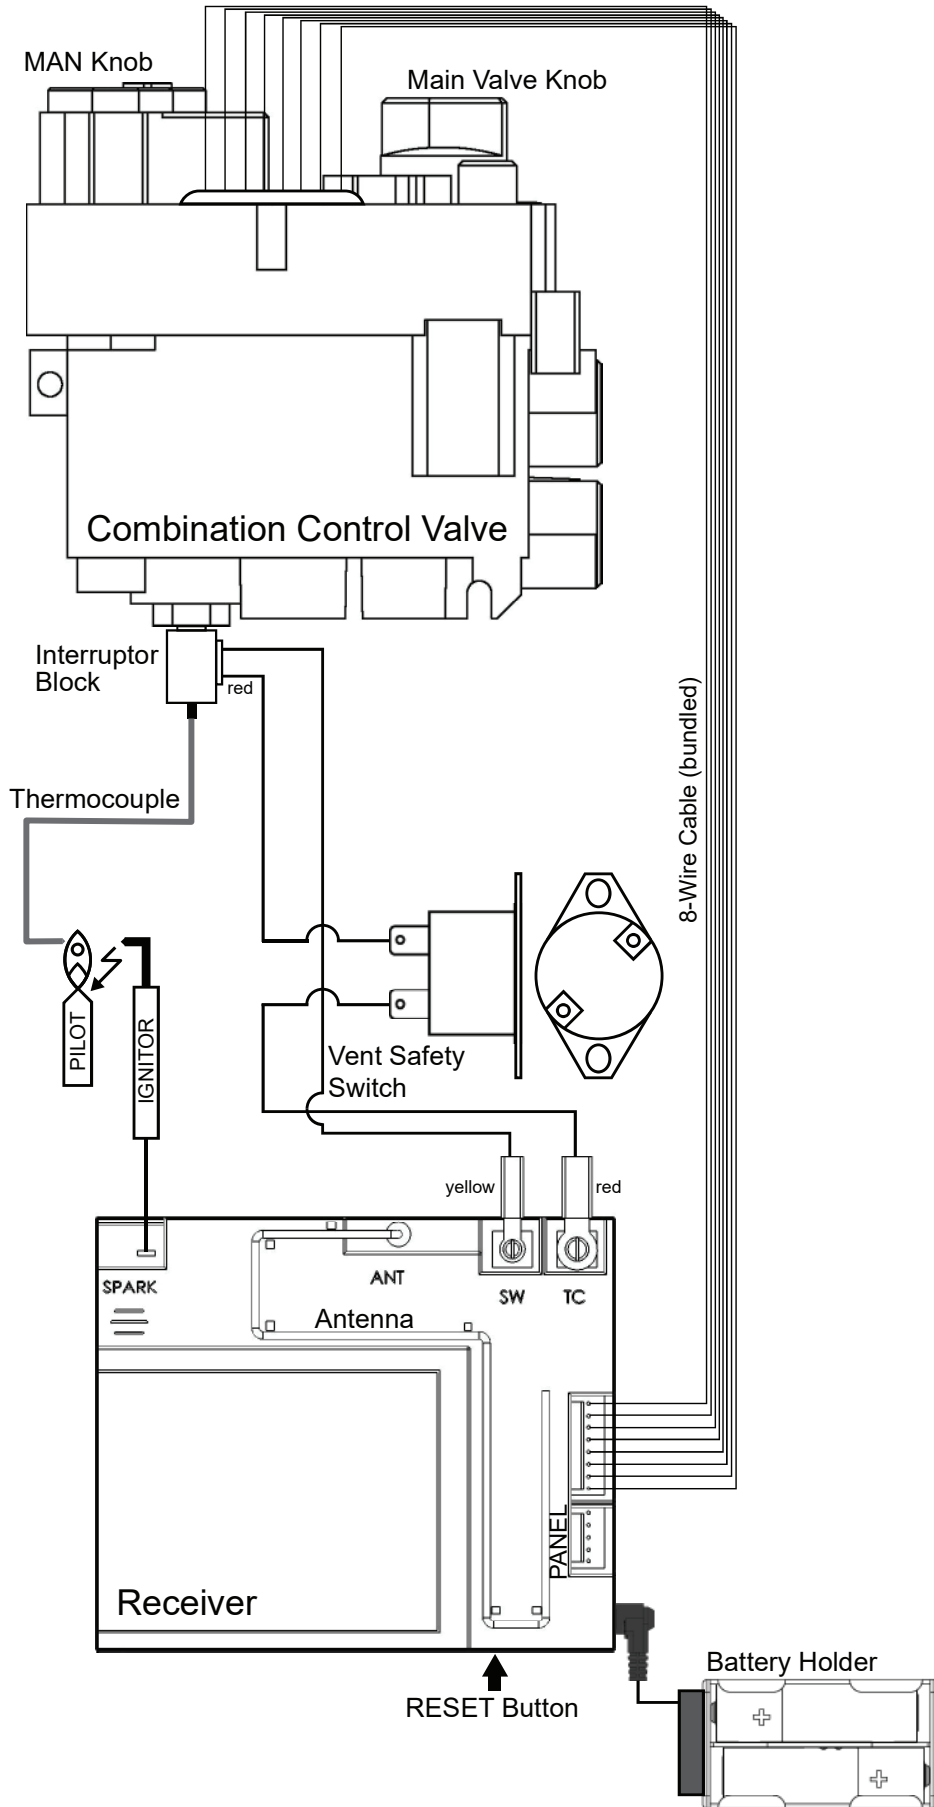 MAN Knob
Main Valve Knob
Combination Control Valve
Interruptor
Block
red
8-Wire Cable (bundled)
Thermocouple
PILOT
IGNITOR
Vent Safety
Switch
yellow
red
SPARK
ANT
SW
TC
Antenna
PANEL
Receiver
RESET Button
Battery Holder
+
+